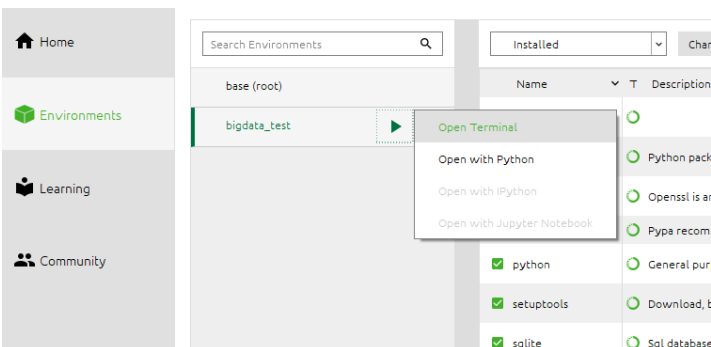 Home
Environments
Learning
Community
Search Environments
base (root)
bigdata_test
Open Terminal
Open with Python
Open with IPython
Open with Jupyter Notebook
Installed
Name
T
Description
Python pack
Openssl is
Pypa recom
python
General pur
setuptools
Download,
sqlite
Sql database